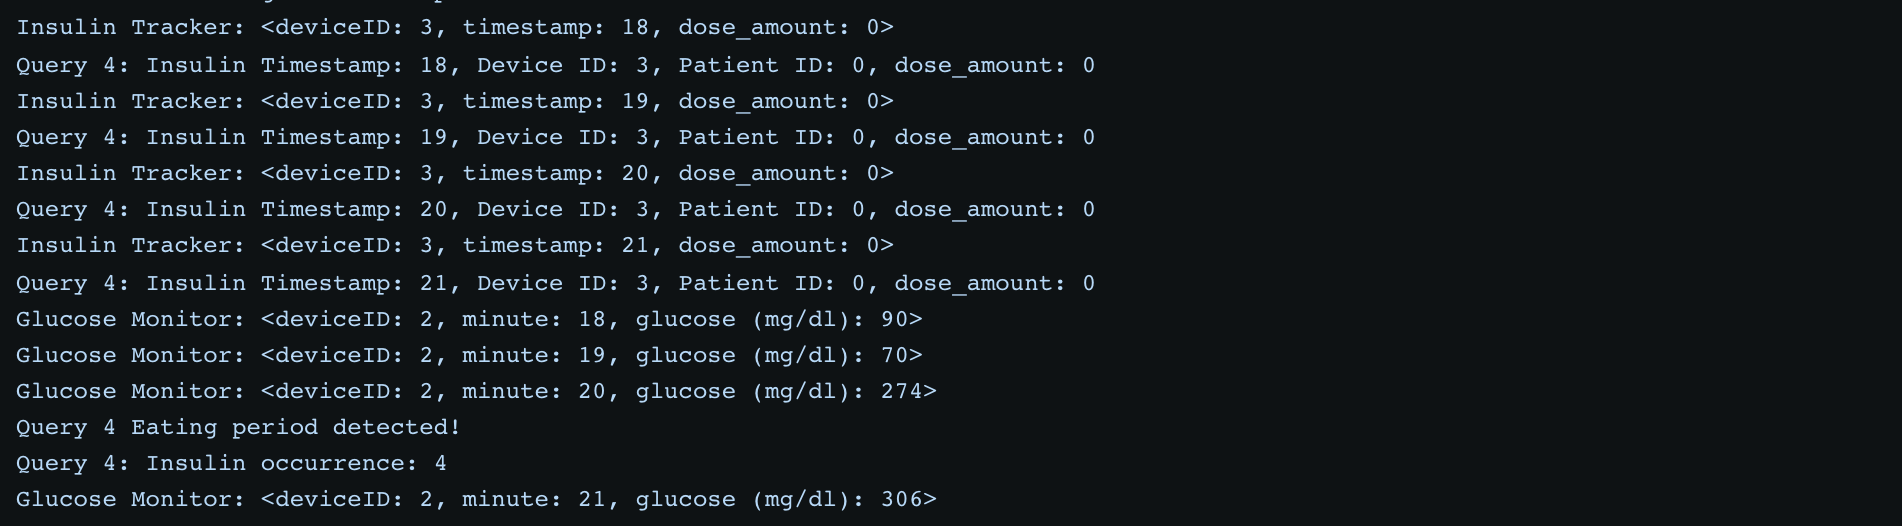 Insulin Tracker: <deviceID: 3, timestamp: 18, dose_amount: 0>
Query 4: Insulin Timestamp: 18, Device ID: 3, Patient ID: 0, dose_amount: 0
Insulin Tracker: <deviceID: 3, timestamp: 19, dose_amount: 0>
Query 4: Insulin Timestamp: 19, Device ID: 3, Patient ID: 0, dose_amount: 0
Insulin Tracker: <deviceID: 3, timestamp: 20, dose_amount: 0>
Query 4: Insulin Timestamp: 20, Device ID: 3, Patient ID: 0, dose_amount: 0
Insulin Tracker: <deviceID: 3, timestamp: 21, dose_amount: 0>
Query 4: Insulin Timestamp: 21, Device ID: 3, Patient ID: 0, dose_amount: 0
Glucose Monitor: <deviceID: 2, minute: 18, glucose (mg/dl): 90>
Glucose Monitor: <deviceID: 2, minute: 19, glucose (mg/dl): 70>
Glucose Monitor: <deviceID: 2, minute: 20, glucose (mg/dl): 274>
Query 4 Eating period detected!
Query 4: Insulin occurrence: 4
Glucose Monitor: <deviceID: 2, minute: 21, glucose (mg/dl): 306>